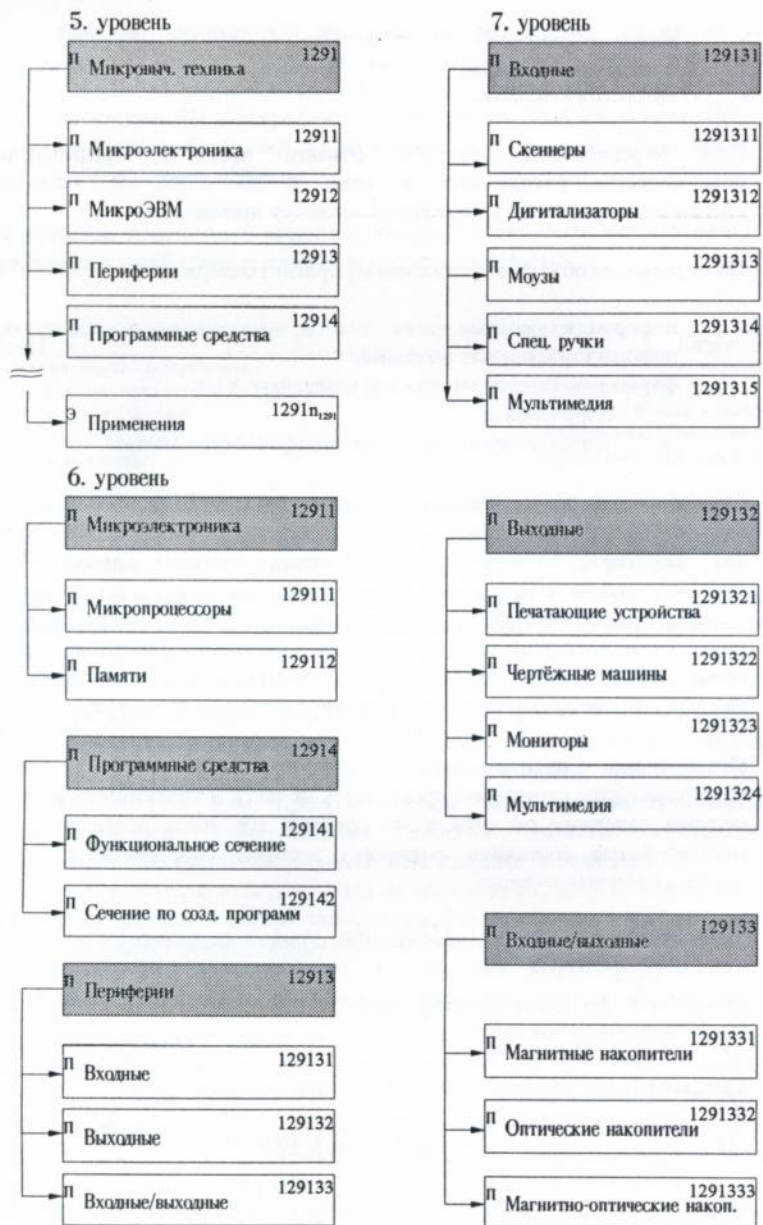 5. уровень
П Микровыч. техника 1291
П Микроэлектроника 12911
П МикроЭВМ 12912
П Периферии 12913
П Программные средства 12914
Э Применения 1291n₁₂₉₁
6. уровень
П Микроэлектроника 12911
П Микропроцессоры 129111
П Памяти 129112
П Программные средства 12914
П Функциональное сечение 129141
П Сечение по созд. программ 129142
П Периферии 12913
П Входные 129131
П Выходные 129132
П Входные/выходные 129133
7. уровень
П Входные 129131
П Скеннеры 1291311
П Дигитализаторы 1291312
П Моузы 1291313
П Спец. ручки 1291314
П Мультимедия 1291315
П Выходные 129132
П Печатающие устройства 1291321
П Чертёжные машины 1291322
П Мониторы 1291323
П Мультимедия 1291324
П Входные/выходные 129133
П Магнитные накопители 1291331
П Оптические накопители 1291332
П Магнитно-оптические накоп. 1291333